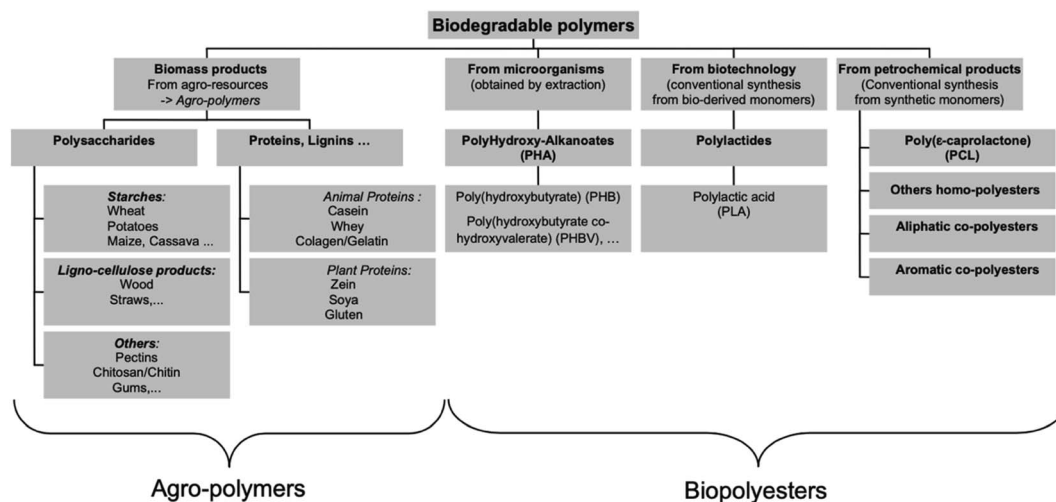 Biodegradable polymers
Biomass products
From agro-resources
-> Agro-polymers
From microorganisms
(obtained by extraction)
From biotechnology
(conventional synthesis
from bio-derived monomers)
From petrochemical products
(Conventional synthesis
from synthetic monomers)
Polysaccharides
Proteins, Lignins ...
PolyHydroxy-Alkanoates
(PHA)
Polylactides
Poly(ε-caprolactone)
(PCL)
Starches:
Wheat
Potatoes
Maize, Cassava ...
Animal Proteins :
Casein
Whey
Colagen/Gelatin
Poly(hydroxybutyrate) (PHB)
Poly(hydroxybutyrate co-
hydroxyvalerate) (PHBV), ...
Polylactic acid
(PLA)
Others homo-polyesters
Aliphatic co-polyesters
Aromatic co-polyesters
Ligno-cellulose products:
Wood
Straws,...
Plant Proteins:
Zein
Soya
Gluten
Others:
Pectins
Chitosan/Chitin
Gums,...
Agro-polymers
Biopolyesters